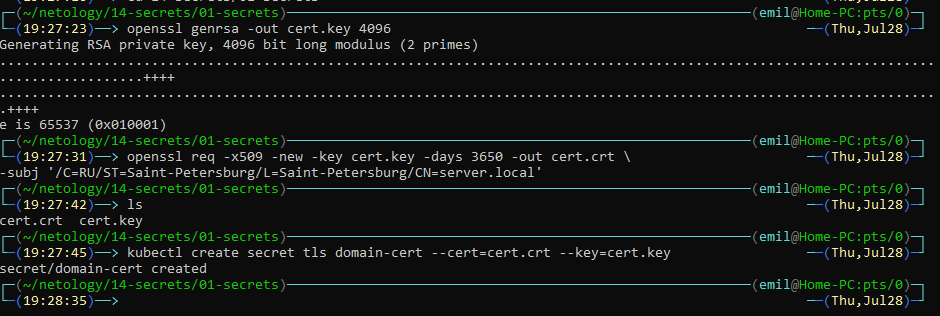 (~/netology/14-secrets/01-secrets) (emil@Home-PC:pts/0)
(19:27:23)——> openssl genrsa -out cert.key 4096 (Thu,Jul28)
Generating RSA private key, 4096 bit long modulus (2 primes)
..........................................................................................................................
..................++++
..........................................................................................................................
.++++
e is 65537 (0x010001)
(~/netology/14-secrets/01-secrets) (emil@Home-PC:pts/0)
(19:27:31)——> openssl req -x509 -new -key cert.key -days 3650 -out cert.crt \ (Thu,Jul28)
-subj '/C=RU/ST=Saint-Petersburg/L=Saint-Petersburg/CN=server.local'
(~/netology/14-secrets/01-secrets) (emil@Home-PC:pts/0)
(19:27:42)——> ls (Thu,Jul28)
cert.crt  cert.key
(~/netology/14-secrets/01-secrets) (emil@Home-PC:pts/0)
(19:27:45)——> kubectl create secret tls domain-cert --cert=cert.crt --key=cert.key (Thu,Jul28)
secret/domain-cert created
(~/netology/14-secrets/01-secrets) (emil@Home-PC:pts/0)
(19:28:35)——> (Thu,Jul28)